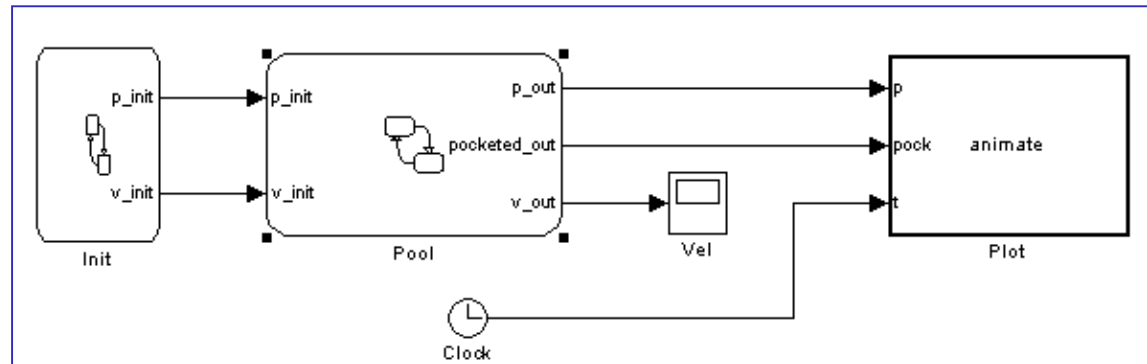 p_init
v_init
Init
p_init
v_init
p_out
pocketed_out
v_out
Pool
Vel
Clock
p
pock
t
animate
Plot